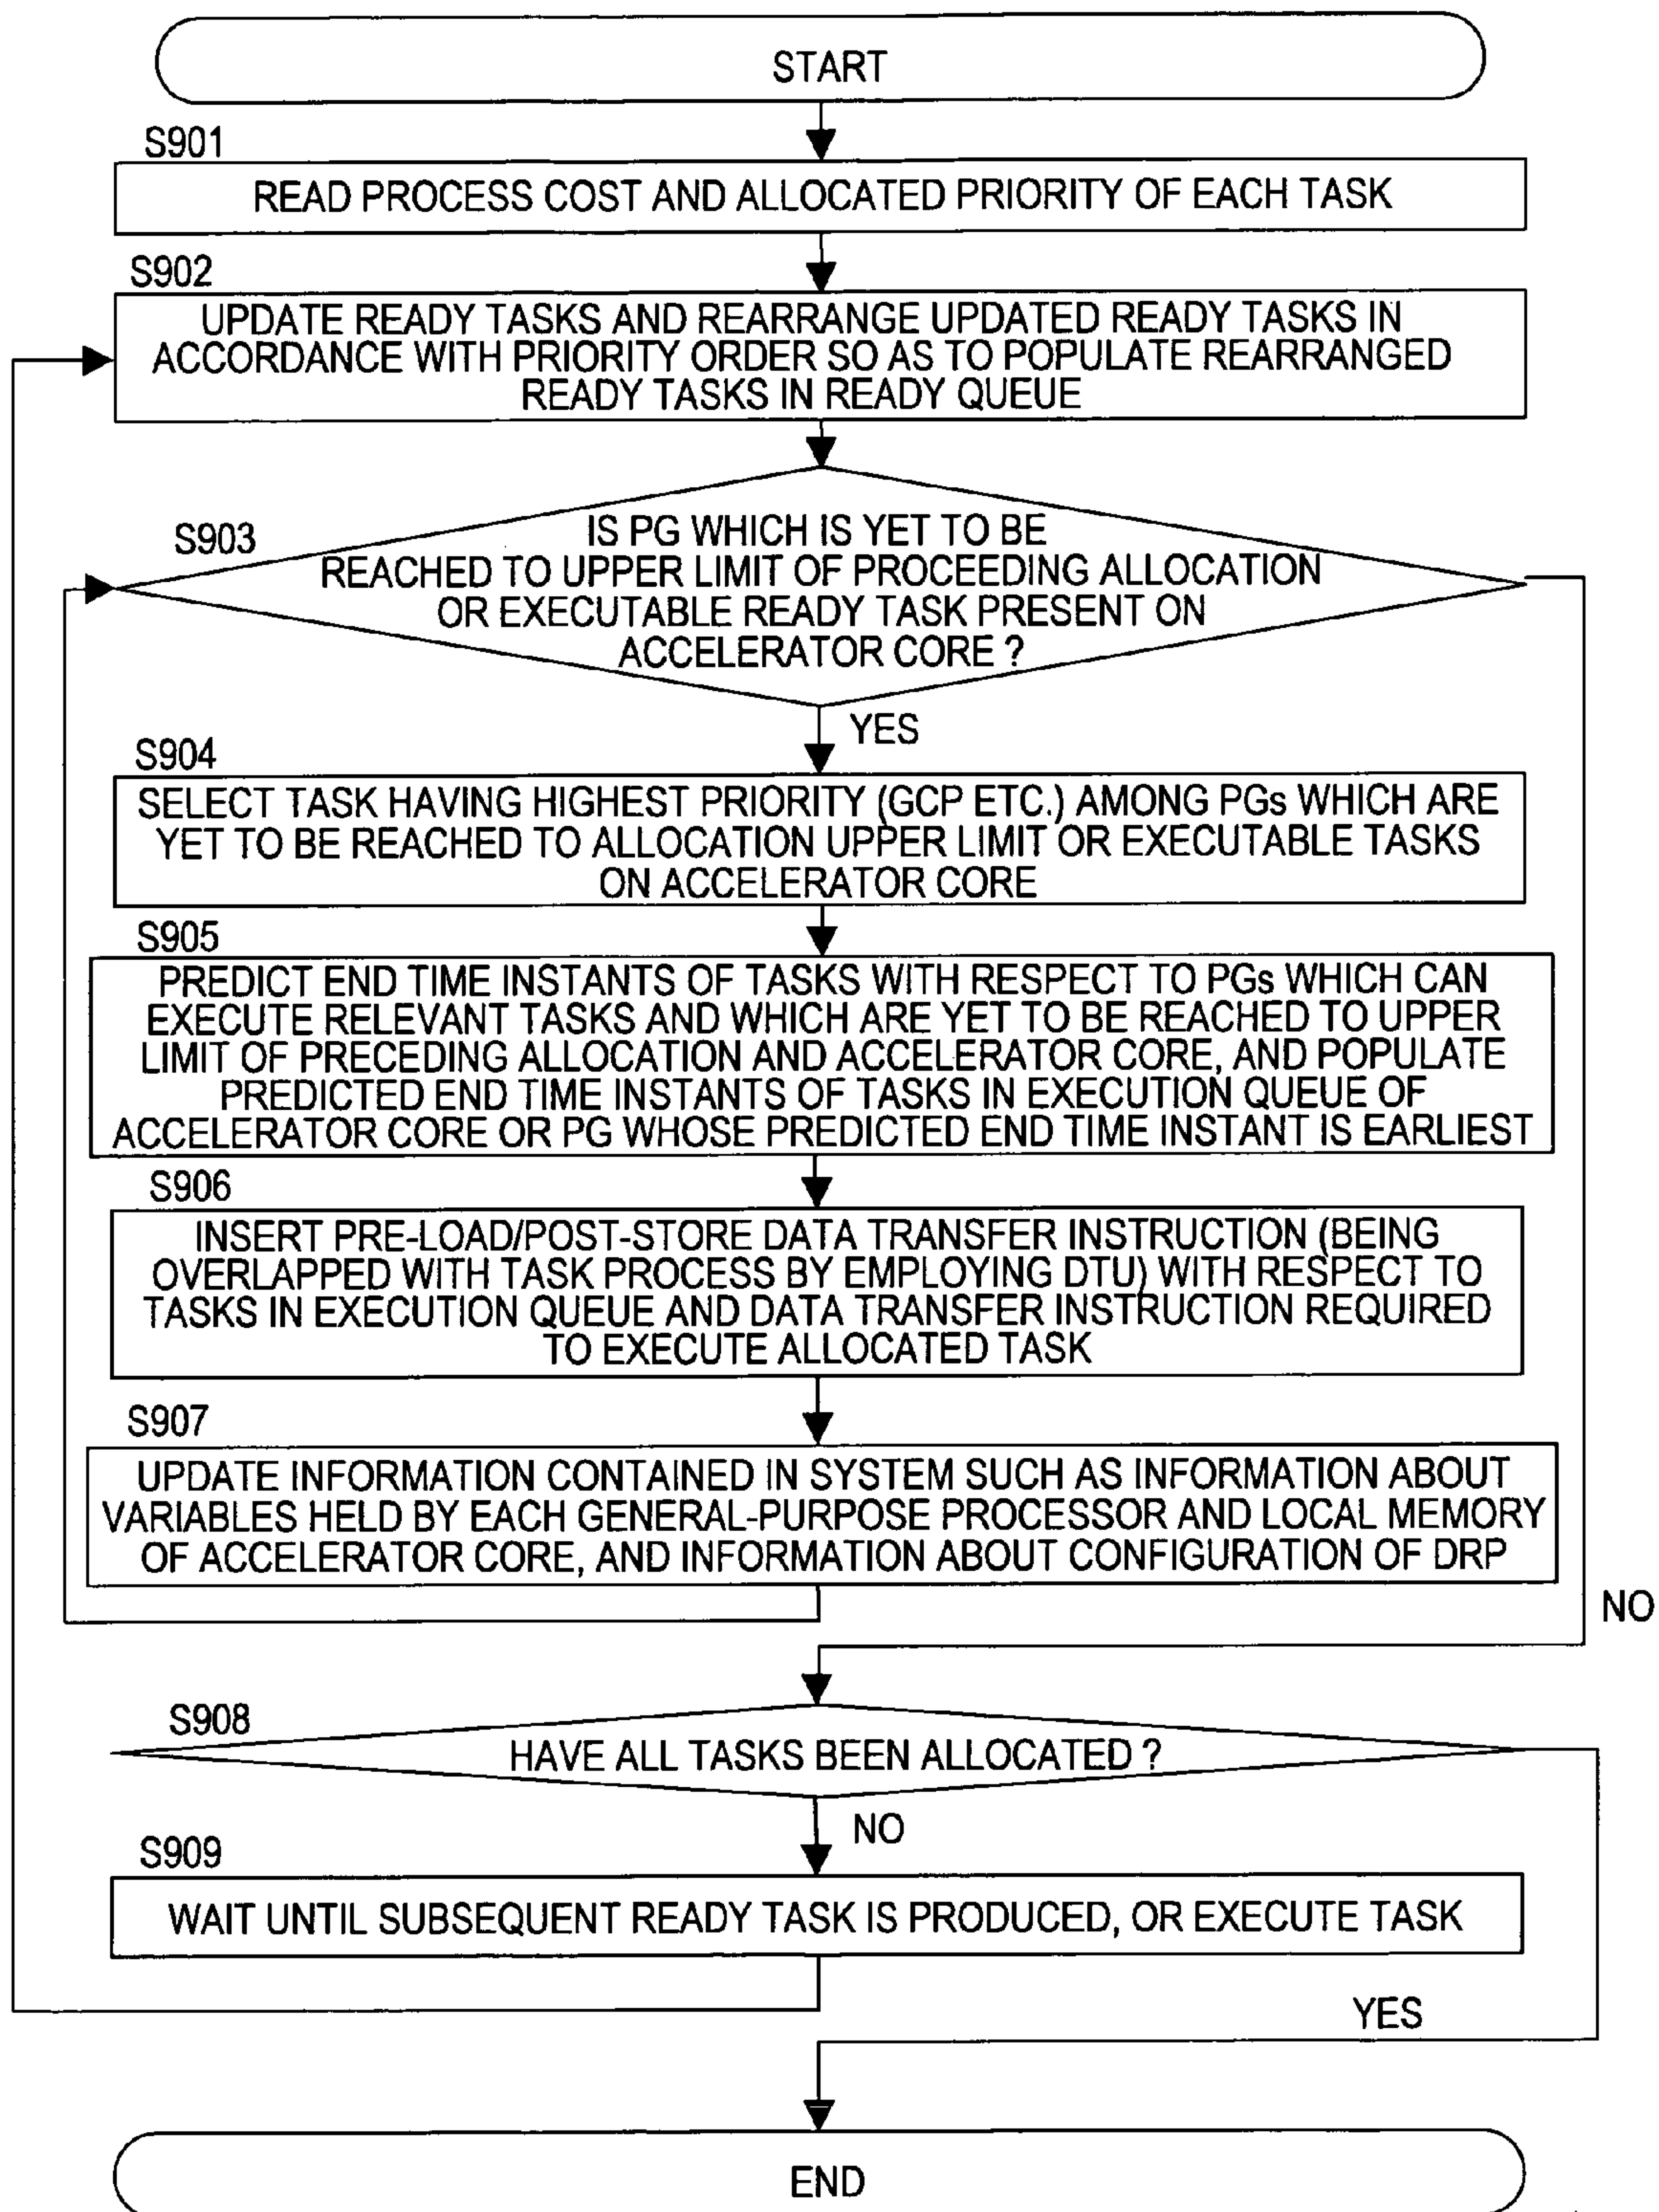 START
S901
READ PROCESS COST AND ALLOCATED PRIORITY OF EACH TASK
S902
UPDATE READY TASKS AND REARRANGE UPDATED READY TASKS IN
ACCORDANCE WITH PRIORITY ORDER SO AS TO POPULATE REARRANGED
READY TASKS IN READY QUEUE
S903
IS PG WHICH IS YET TO BE
REACHED TO UPPER LIMIT OF PROCEEDING ALLOCATION
OR EXECUTABLE READY TASK PRESENT ON
ACCELERATOR CORE ?
YES
S904
SELECT TASK HAVING HIGHEST PRIORITY (GCP ETC.) AMONG PGs WHICH ARE
YET TO BE REACHED TO ALLOCATION UPPER LIMIT OR EXECUTABLE TASKS
ON ACCELERATOR CORE
S905
PREDICT END TIME INSTANTS OF TASKS WITH RESPECT TO PGs WHICH CAN
EXECUTE RELEVANT TASKS AND WHICH ARE YET TO BE REACHED TO UPPER
LIMIT OF PRECEDING ALLOCATION AND ACCELERATOR CORE, AND POPULATE
PREDICTED END TIME INSTANTS OF TASKS IN EXECUTION QUEUE OF
ACCELERATOR CORE OR PG WHOSE PREDICTED END TIME INSTANT IS EARLIEST
S906
INSERT PRE-LOAD/POST-STORE DATA TRANSFER INSTRUCTION (BEING
OVERLAPPED WITH TASK PROCESS BY EMPLOYING DTU) WITH RESPECT TO
TASKS IN EXECUTION QUEUE AND DATA TRANSFER INSTRUCTION REQUIRED
TO EXECUTE ALLOCATED TASK
S907
UPDATE INFORMATION CONTAINED IN SYSTEM SUCH AS INFORMATION ABOUT
VARIABLES HELD BY EACH GENERAL-PURPOSE PROCESSOR AND LOCAL MEMORY
OF ACCELERATOR CORE, AND INFORMATION ABOUT CONFIGURATION OF DRP
NO
S908
HAVE ALL TASKS BEEN ALLOCATED ?
NO
S909
WAIT UNTIL SUBSEQUENT READY TASK IS PRODUCED, OR EXECUTE TASK
YES
END